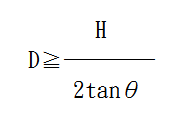 D≧ H
2tanθ